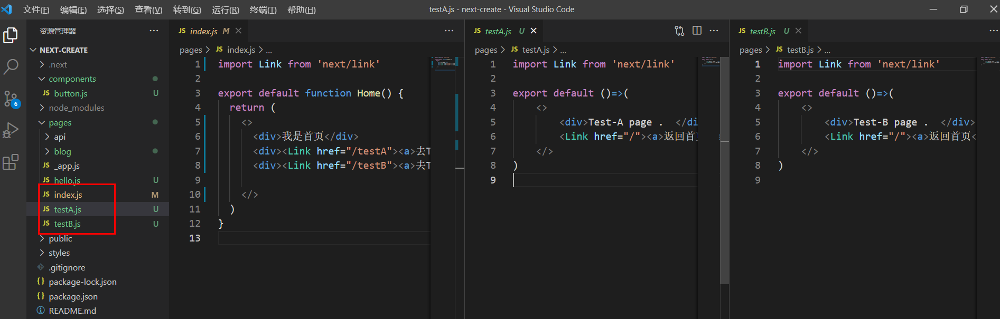 文件(F) 编辑(E) 选择(S) 查看(V) 转到(G) 运行(R) 终端(T) 帮助(H)
testA.js - next-create - Visual Studio Code
6
资源管理器 ...
NEXT-CREATE
.next
components
JS button.js U
node_modules
pages
api
blog
JS _app.js
JS hello.js U
JS index.js M
JS testA.js U
JS testB.js U
public
styles
.gitignore
{} package-lock.json
{} package.json
README.md
JS index.js M
pages > JS index.js > ...
1 import Link from 'next/link'
2
3 export default function Home() {
4 return (
5 <>
6 <div>我是首页</div>
7 <div><Link href="/testA"><a>去T
8 <div><Link href="/testB"><a>去T
9
10 </>
11 )
12 }
13
JS testA.js U
pages > JS testA.js > ...
1 import Link from 'next/link'
2
3 export default ()=>(
4 <>
5 <div>Test-A page . </di
6 <Link href="/"><a>返回首
7 </>
8 )
9
JS testB.js U
pages > JS testB.js > ...
1 import Link from 'next/link'
2
3 export default ()=>(
4 <>
5 <div>Test-B page . </div>
6 <Link href="/"><a>返回首页<
7 </>
8 )
9